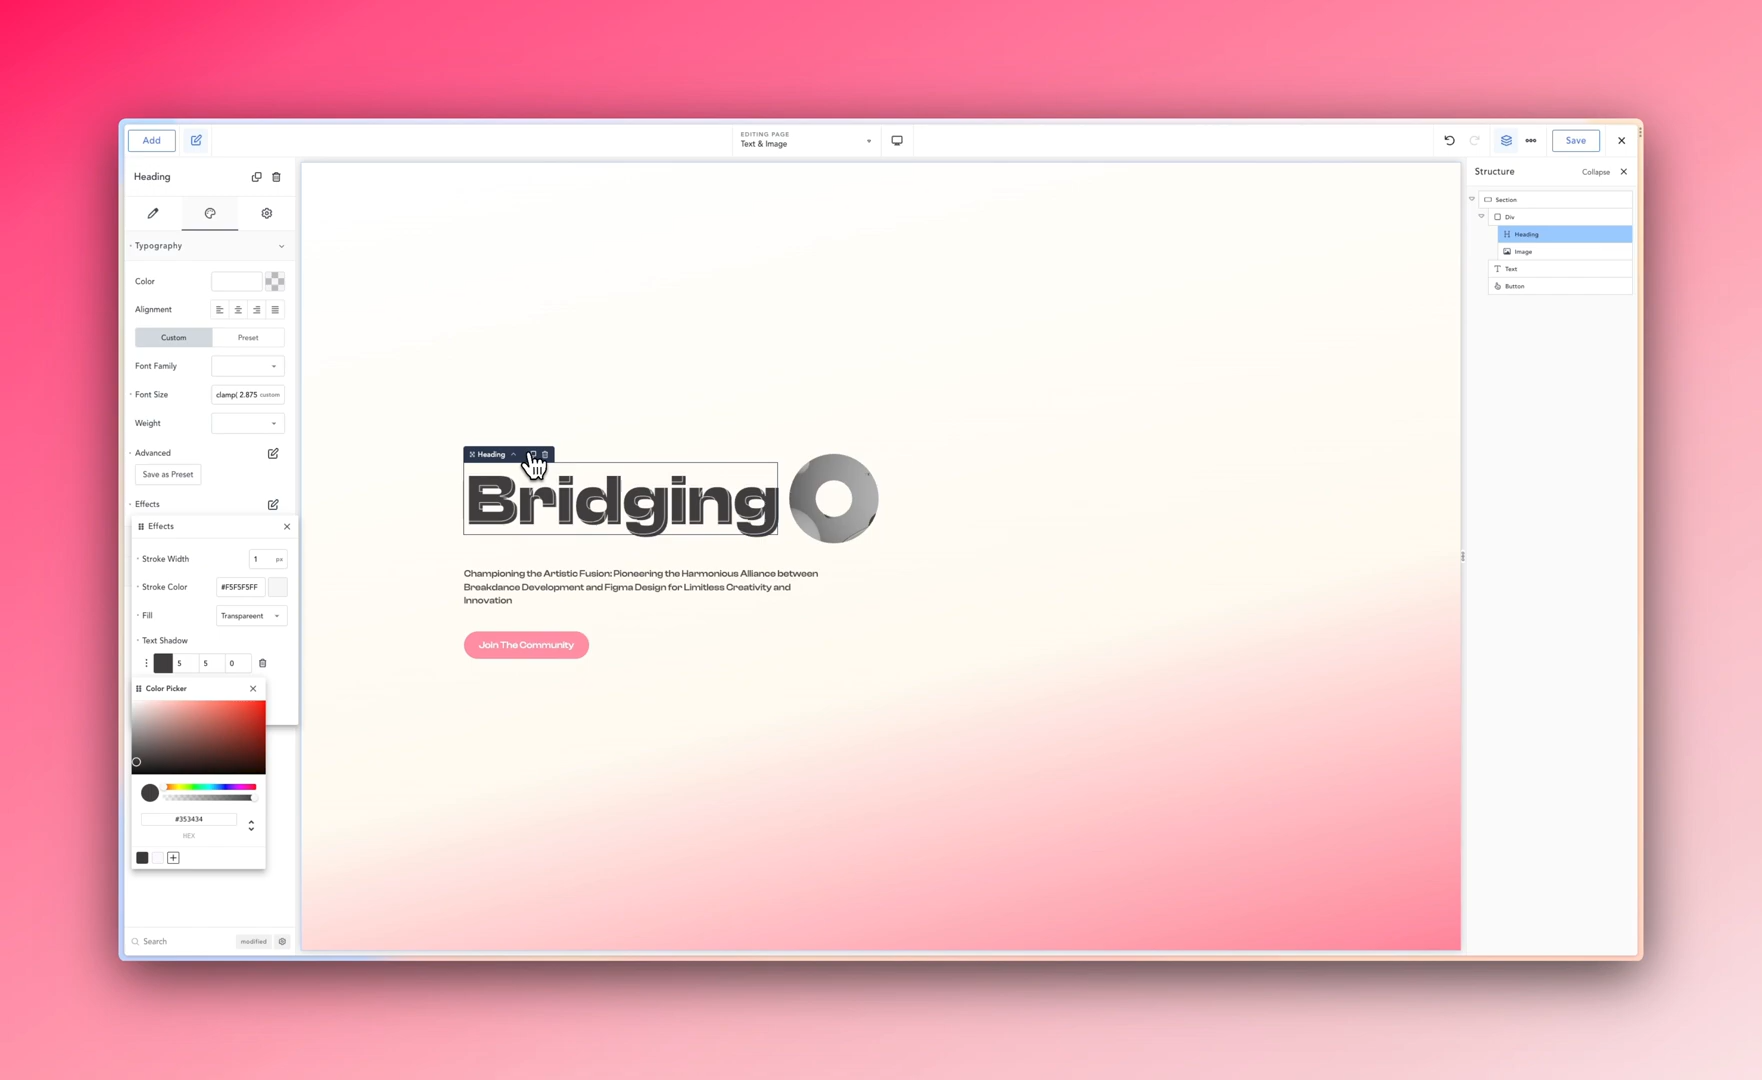 Add
EDITING PAGE
Text & Image
Save
Heading
Typography
Color
Alignment
Custom
Preset
Font Family
Font Size
clamp( 2.875 custom
Weight
Advanced
Save as Preset
Effects
Effects
Stroke Width
1 px
Stroke Color
#F5F5F5FF
Fill
Transpareent
Text Shadow
5 5 0
Color Picker
#353434
HEX
Search
modified
Heading
Bridging
Championing the Artistic Fusion: Pioneering the Harmonious Alliance between
Breakdance Development and Figma Design for Limitless Creativity and
Innovation
Join The Community
Structure
Collapse
Section
Div
Heading
Image
Text
Button